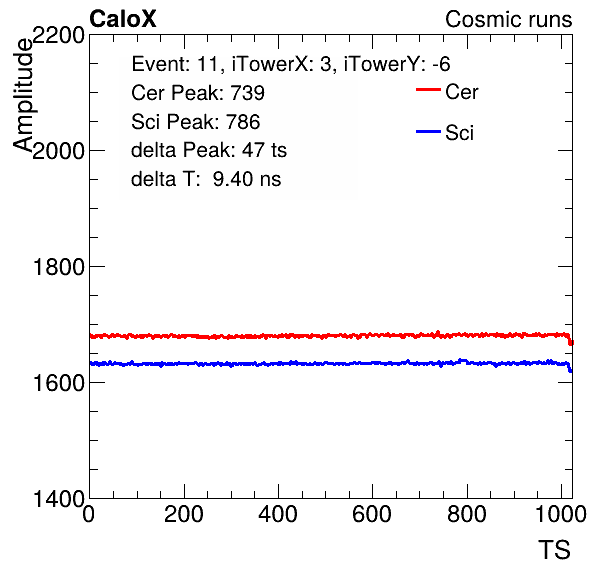 CaloX Cosmic runs
Amplitude
Event: 11, iTowerX: 3, iTowerY: -6
Cer Peak: 739
Sci Peak: 786
delta Peak: 47 ts
delta T:  9.40 ns
Cer
Sci
2200
2000
1800
1600
1400
0 200 400 600 800 1000
TS